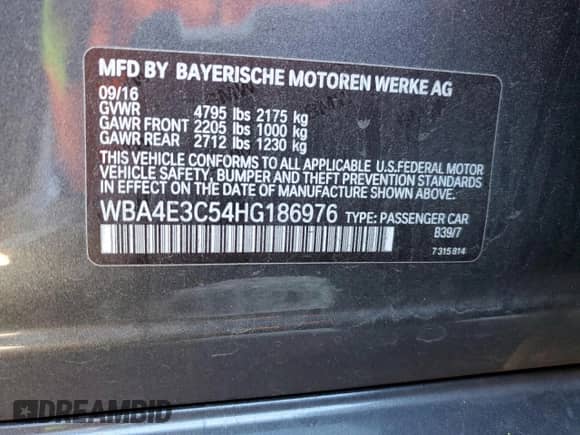 MFD BY BAYERISCHE MOTOREN WERKE AG
09/16
GVWR 4795 lbs 2175 kg
GAWR FRONT 2205 lbs 1000 kg
GAWR REAR 2712 lbs 1230 kg
THIS VEHICLE CONFORMS TO ALL APPLICABLE U.S.FEDERAL MOTOR
VEHICLE SAFETY, BUMPER AND THEFT PREVENTION STANDARDS
IN EFFECT ON THE DATE OF MANUFACTURE SHOWN ABOVE.
WBA4E3C54HG186976 TYPE: PASSENGER CAR
B39/7
7315814
DREAMBID